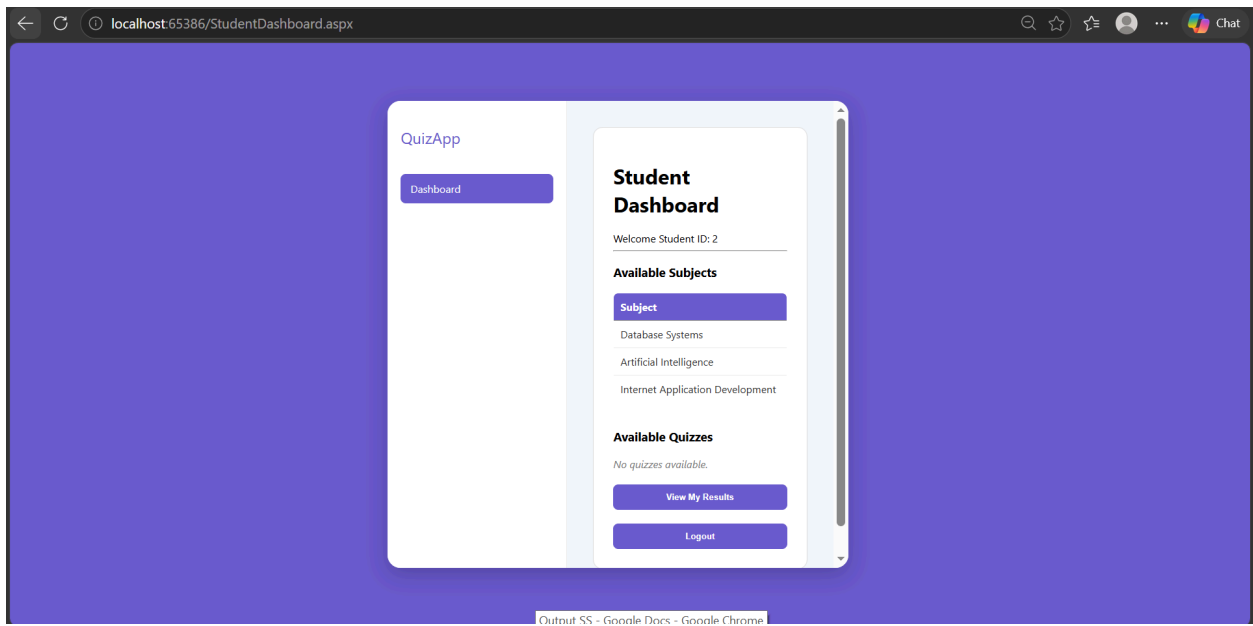 localhost:65386/StudentDashboard.aspx
Chat
QuizApp
Dashboard
Student
Dashboard
Welcome Student ID: 2
Available Subjects
Subject
Database Systems
Artificial Intelligence
Internet Application Development
Available Quizzes
No quizzes available.
View My Results
Logout
Output SS - Google Docs - Google Chrome